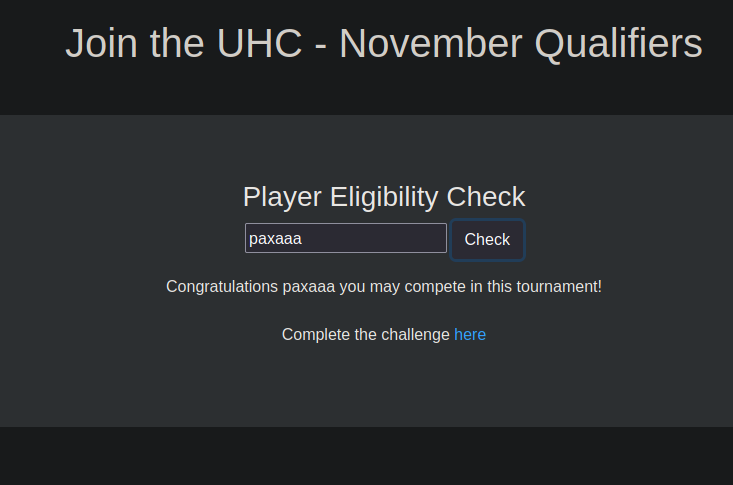 Join the UHC - November Qualifiers
Player Eligibility Check
paxaaa Check
Congratulations paxaaa you may compete in this tournament!
Complete the challenge here